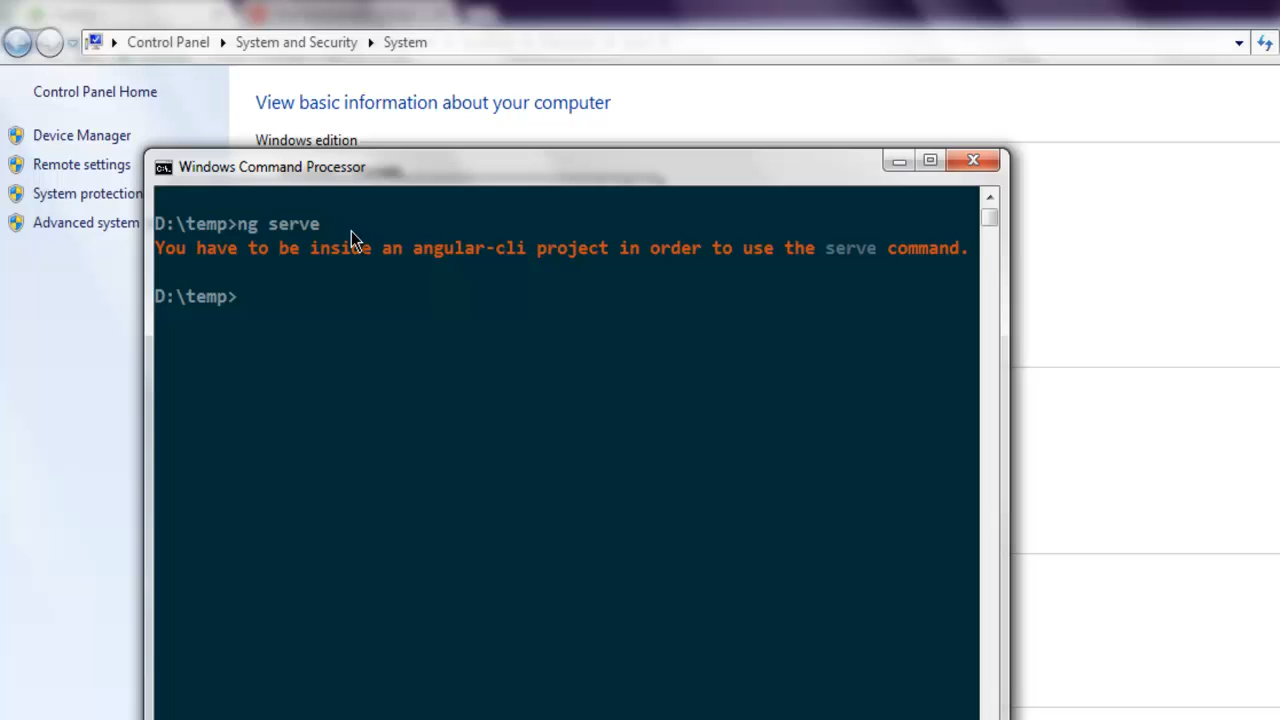 Control Panel System and Security System
Control Panel Home
View basic information about your computer
Device Manager
Windows edition
Remote settings
Windows Command Processor
System protection
Advanced system
D:\temp>ng serve
You have to be inside an angular-cli project in order to use the serve command.
D:\temp>